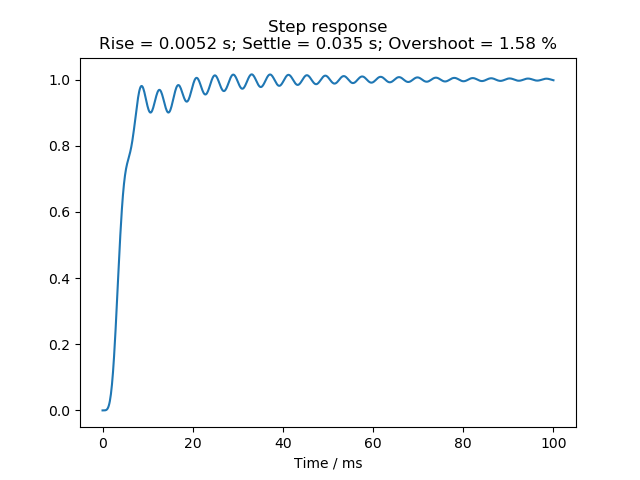 Step response
Rise = 0.0052 s; Settle = 0.035 s; Overshoot = 1.58 %
1.0
0.8
0.6
0.4
0.2
0.0
0 20 40 60 80 100
Time / ms